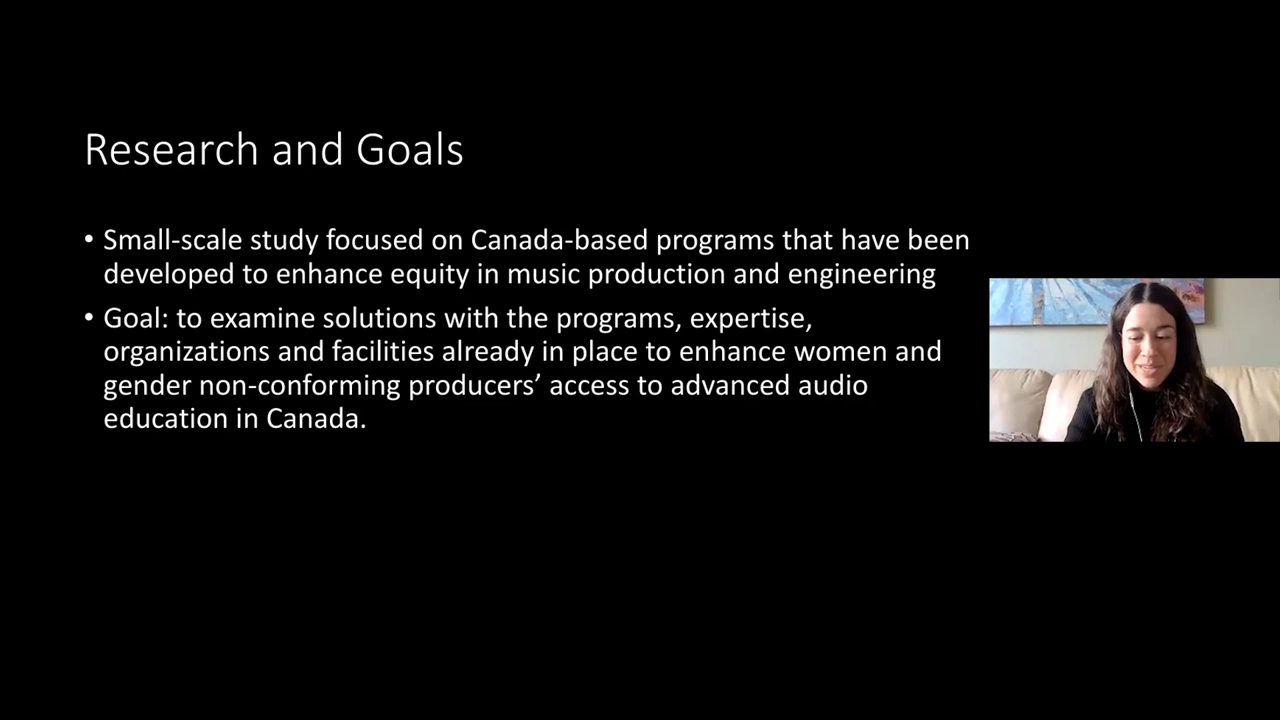 Research and Goals
• Small-scale study focused on Canada-based programs that have been
developed to enhance equity in music production and engineering
• Goal: to examine solutions with the programs, expertise,
organizations and facilities already in place to enhance women and
gender non-conforming producers’ access to advanced audio
education in Canada.